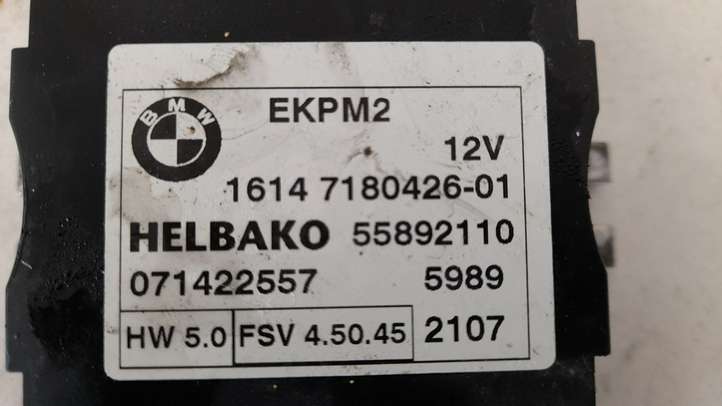 BMW
EKPM2
12V
1614 7180426-01
HELBAKO 55892110
071422557 5989
HW 5.0 FSV 4.50.45 2107